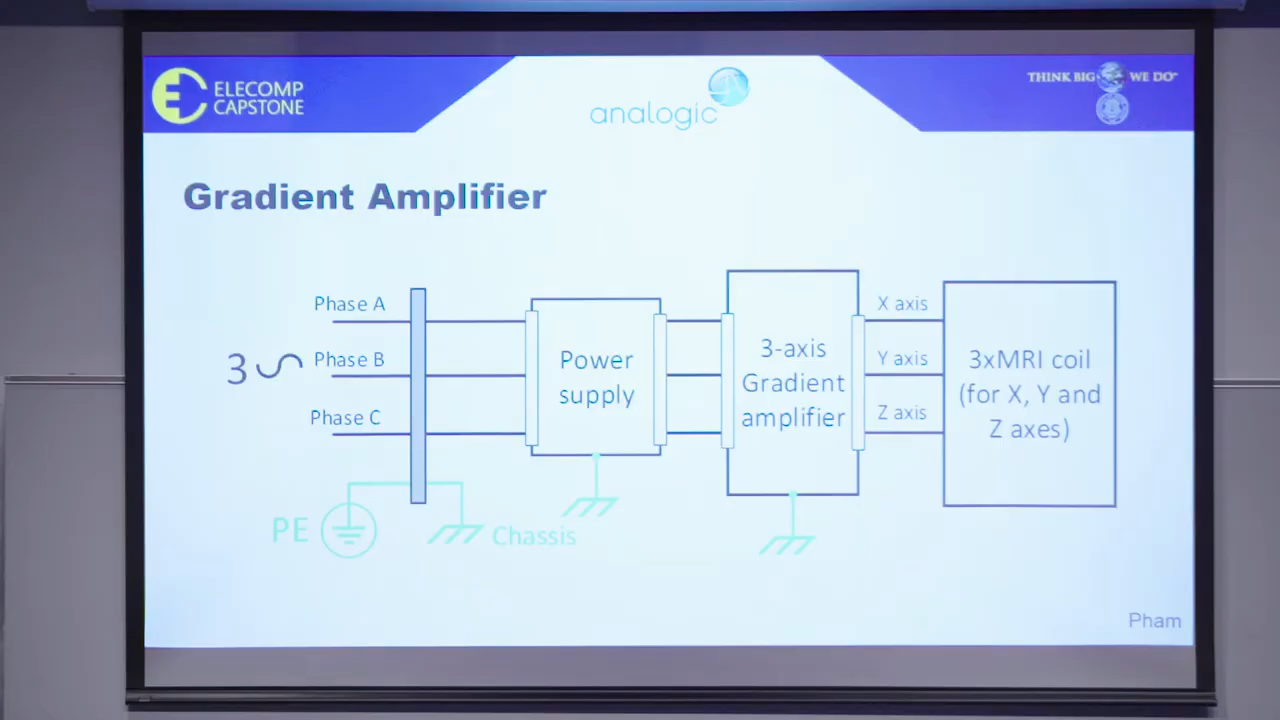 ELECOMP
CAPSTONE
analogic
THINK BIG WE DO
Gradient Amplifier
Phase A
3
Phase B
Phase C
PE
Chassis
Power
supply
3-axis
Gradient
amplifier
X axis
Y axis
Z axis
3xMRI coil
(for X, Y and
Z axes)
Pham